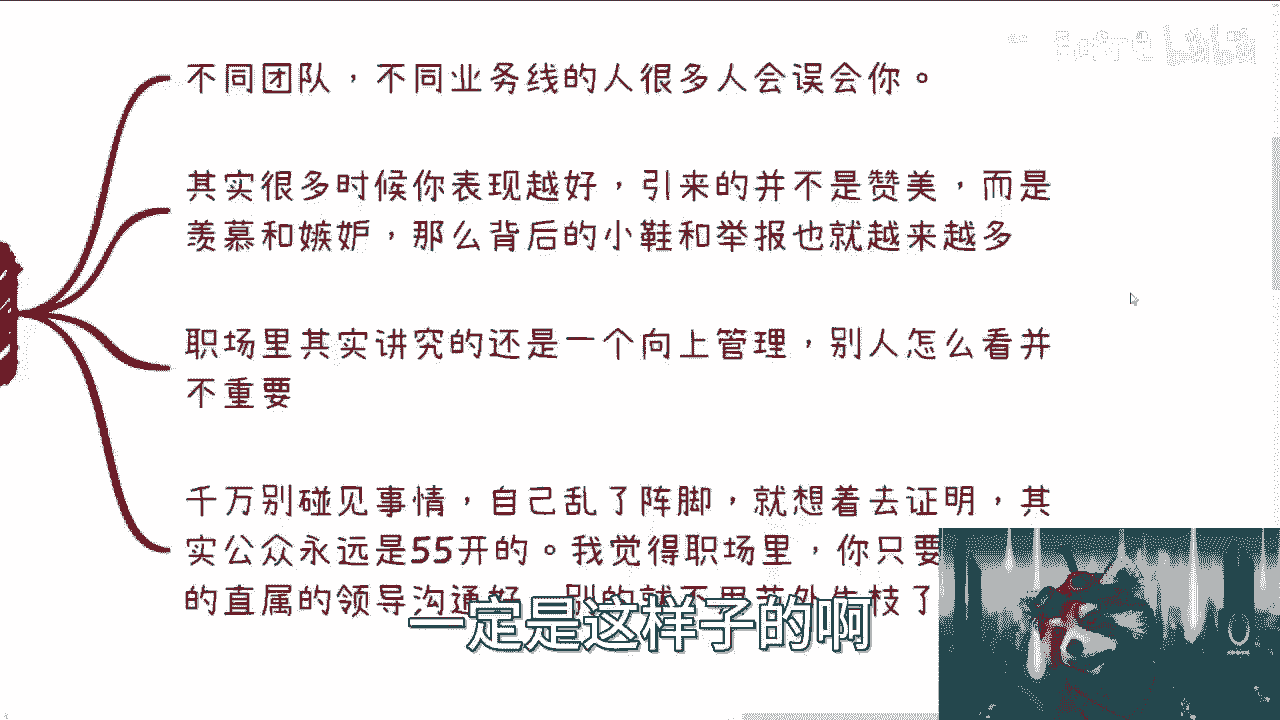 不同团队，不同业务线的人很多人会误会你。
其实很多时候你表现越好，引来的并不是赞美，而是
羡慕和嫉妒，那么背后的小鞋和举报也就越来越多
职场里其实讲究的还是一个向上管理，别人怎么看并
不重要
千万别碰见事情，自己乱了阵脚，就想着去证明，其
实公众永远是55开的。我觉得职场里，你只要
的直属的领导沟通好 别的就不用 枝了
一定是这样子的啊